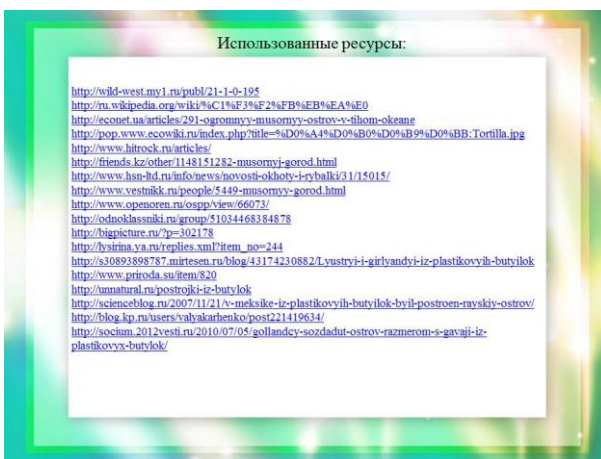 Использованные ресурсы:
http://wild-west.my1.ru/publ/21-1-0-195
http://ru.wikipedia.org/wiki/%C1%F3%F2%FB%EB%EA%E0
http://econet.ua/articles/291-ogromnyy-musornyy-ostrov-v-tihom-okeane
http://pop.www.ecowiki.ru/index.php?title=%D0%A4%D0%B0%D0%B9%D0%BB:Tortilla.jpg
http://www.hitrock.ru/articles/
http://friends.kz/other/1148151282-musornyj-gorod.html
http://www.hsn-ltd.ru/info/news/novosti-okhoty-i-rybalki/31/15015/
http://www.vestnikk.ru/people/5449-musornyy-gorod.html
http://www.openoren.ru/ospp/view/66073/
http://odnoklassniki.ru/group/51034468384878
http://bigpicture.ru/?p=302178
http://lysirina.ya.ru/replies.xml?item_no=244
http://s30893898787.mirtesen.ru/blog/43174230882/Lyustryi-i-girlyandyi-iz-plastikovyih-butyilok
http://www.priroda.su/item/820
http://unnatural.ru/postrojki-iz-butylok
http://scienceblog.ru/2007/11/21/v-meksike-iz-plastikovyih-butyilok-byil-postroen-rayskiy-ostrov/
http://blog.kp.ru/users/valyakarhenko/post221419634/
http://socium.2012vesti.ru/2010/07/05/gollandcy-sozdadut-ostrov-razmerom-s-gavaji-iz-
plastikovyx-butylok/